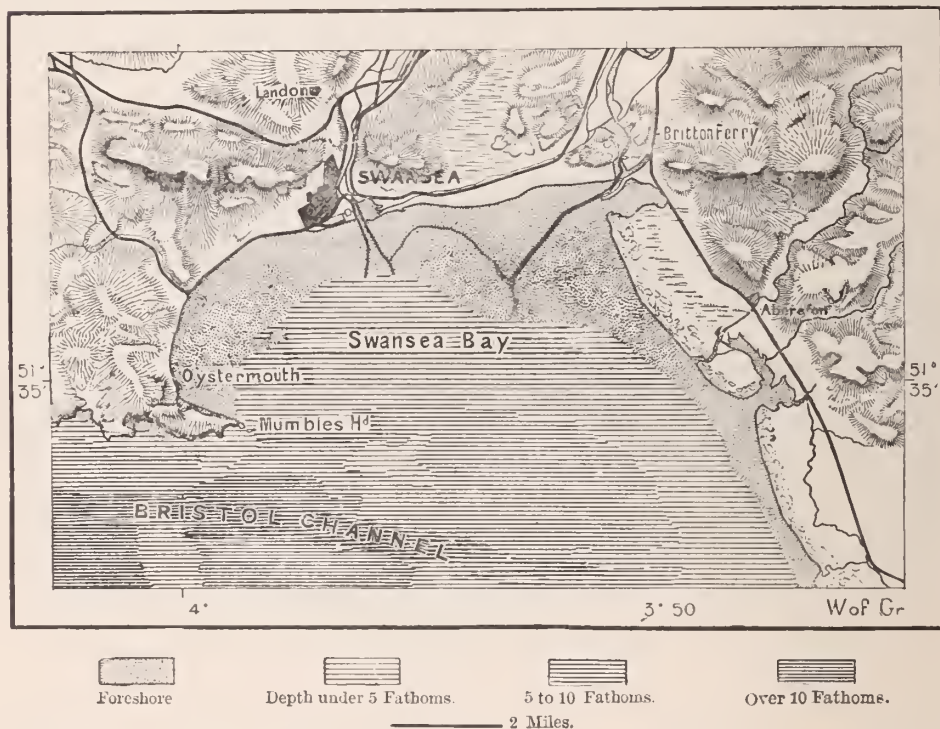 Landore
Britton Ferry
SWANSEA
Swansea Bay
Aberafon
51°
35'
51°
35'
Oystermouth
Mumbles Hd
BRISTOL CHANNEL
4°
3° 50
W of Gr
Foreshore
Depth under 5 Fathoms.
5 to 10 Fathoms.
Over 10 Fathoms.
2 Miles.